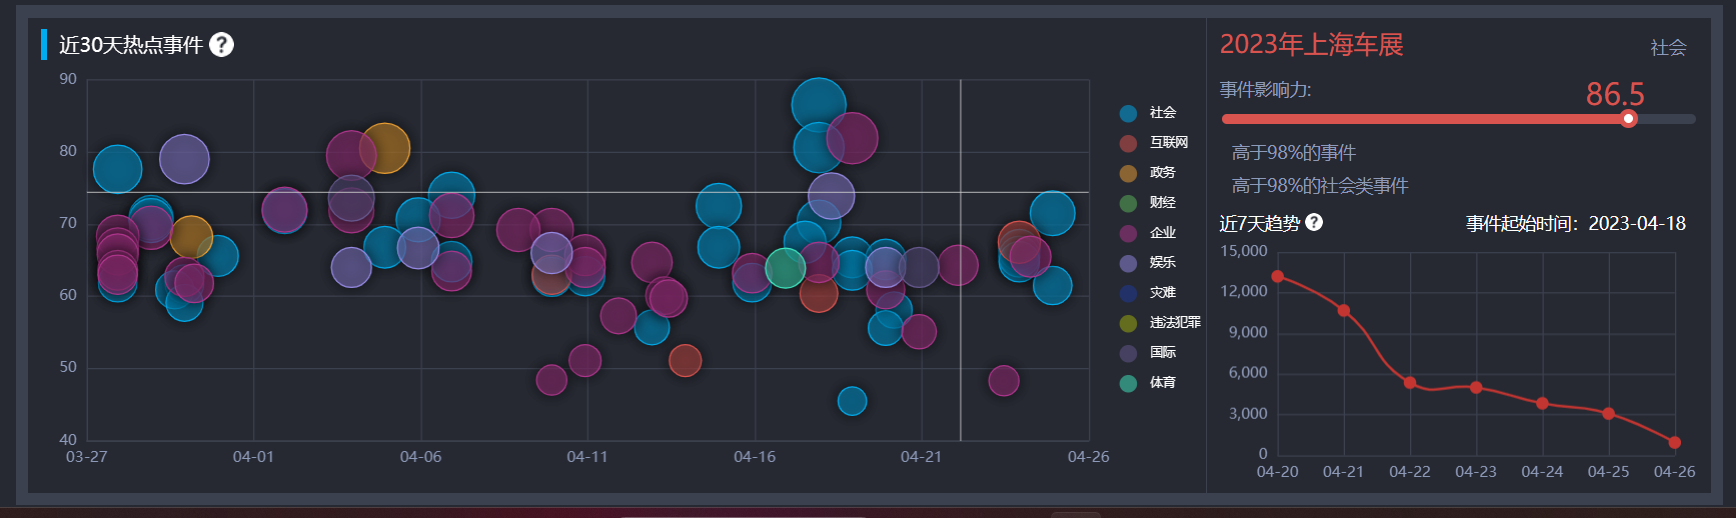 近30天热点事件 ?
90
80
70
60
50
40
03-27 04-01 04-06 04-11 04-16 04-21 04-26
社会
互联网
政务
财经
企业
娱乐
灾难
违法犯罪
国际
体育
2023年上海车展 社会
事件影响力: 86.5
高于98%的事件
高于98%的社会类事件
近7天趋势 ? 事件起始时间：2023-04-18
15,000
12,000
9,000
6,000
3,000
0
04-20 04-21 04-22 04-23 04-24 04-25 04-26